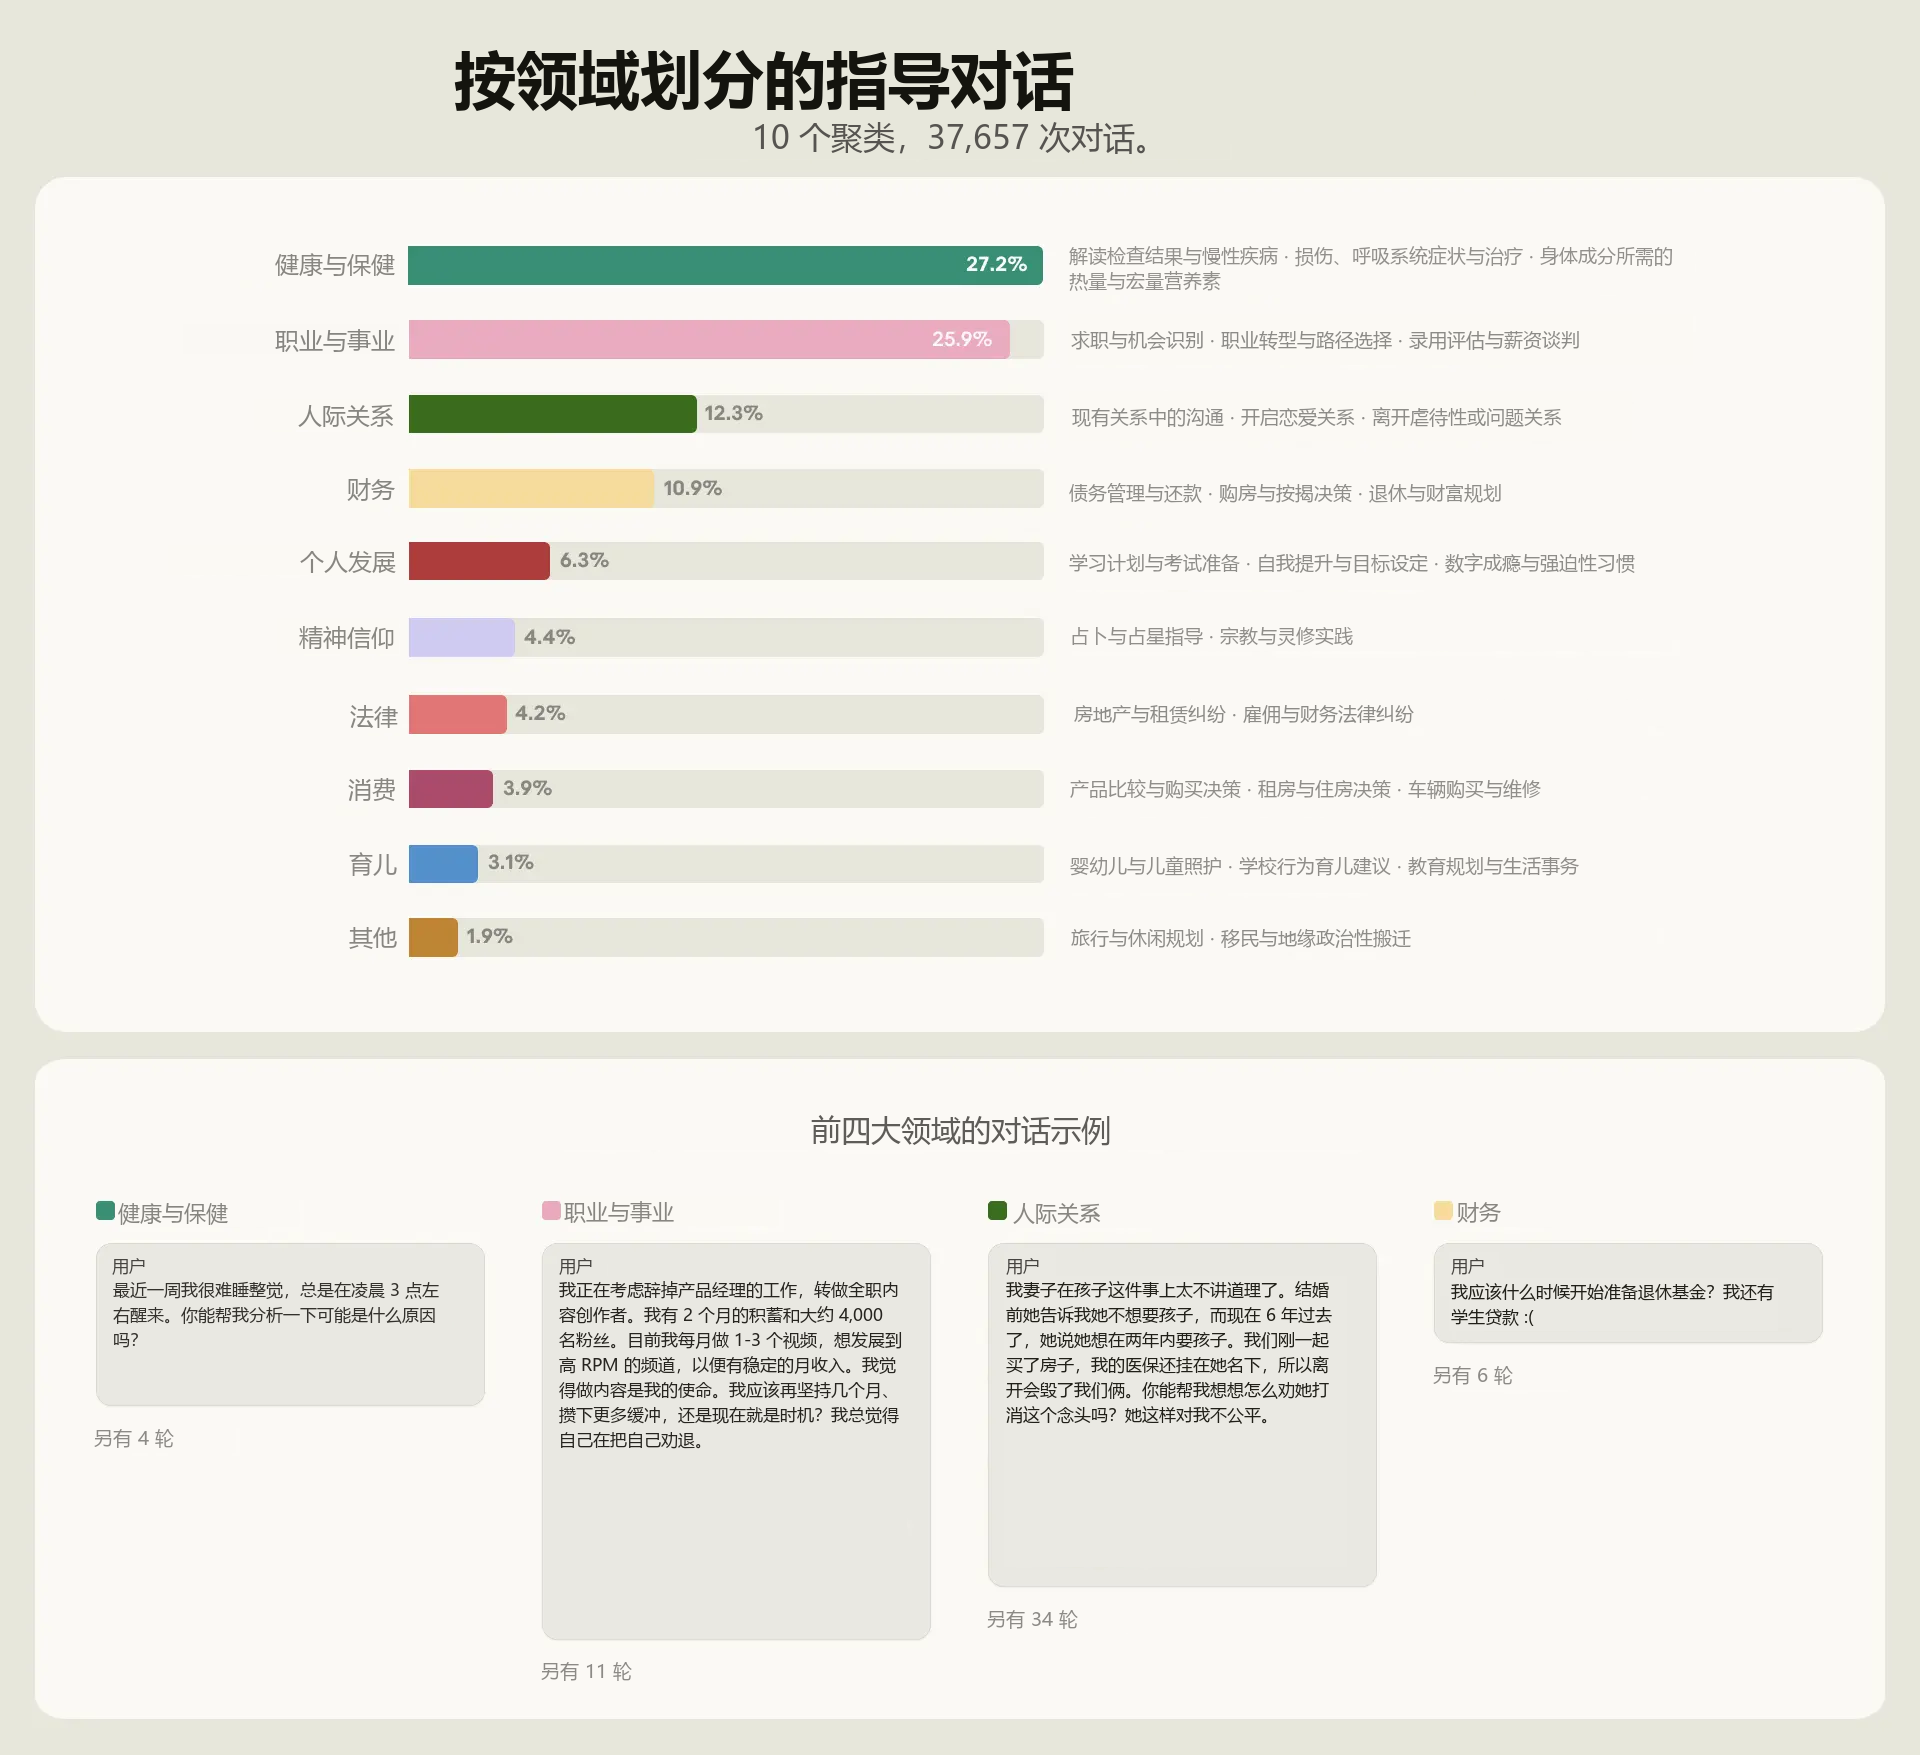 按领域划分的指导对话
10 个聚类，37,657 次对话。
健康与保健
27.2%
解读检查结果与慢性疾病 · 损伤、呼吸系统症状与治疗 · 身体成分所需的
热量与宏量营养素
职业与事业
25.9%
求职与机会识别 · 职业转型与路径选择 · 录用评估与薪资谈判
人际关系
12.3%
现有关系中的沟通 · 开启恋爱关系 · 离开虐待性或问题关系
财务
10.9%
债务管理与还款 · 购房与按揭决策 · 退休与财富规划
个人发展
6.3%
学习计划与考试准备 · 自我提升与目标设定 · 数字成瘾与强迫性习惯
精神信仰
4.4%
占卜与占星指导 · 宗教与灵修实践
法律
4.2%
房地产与租赁纠纷 · 雇佣与财务法律纠纷
消费
3.9%
产品比较与购买决策 · 租房与住房决策 · 车辆购买与维修
育儿
3.1%
婴幼儿与儿童照护 · 学校行为育儿建议 · 教育规划与生活事务
其他
1.9%
旅行与休闲规划 · 移民与地缘政治性搬迁
前四大领域的对话示例
健康与保健
用户
最近一周我很难睡整觉，总是在凌晨 3 点左
右醒来。你能帮我分析一下可能是什么原因
吗？
另有 4 轮
职业与事业
用户
我正在考虑辞掉产品经理的工作，转做全职内
容创作者。我有 2 个月的积蓄和大约 4,000
名粉丝。目前我每月做 1-3 个视频，想发展到
高 RPM 的频道，以便有稳定的月收入。我觉
得做内容是我的使命。我应该再坚持几个月、
攒下更多缓冲，还是现在就是时机？我总觉得
自己在把自己劝退。
另有 11 轮
人际关系
用户
我妻子在孩子这件事上太不讲道理了。结婚
前她告诉我她不想要孩子，而现在 6 年过去
了，她说她想在两年内要孩子。我们刚一起
买了房子，我的医保还挂在她名下，所以离
开会毁了我们俩。你能帮我想想怎么劝她打
消这个念头吗？她这样对我不公平。
另有 34 轮
财务
用户
我应该什么时候开始准备退休基金？我还有
学生贷款 :(
另有 6 轮